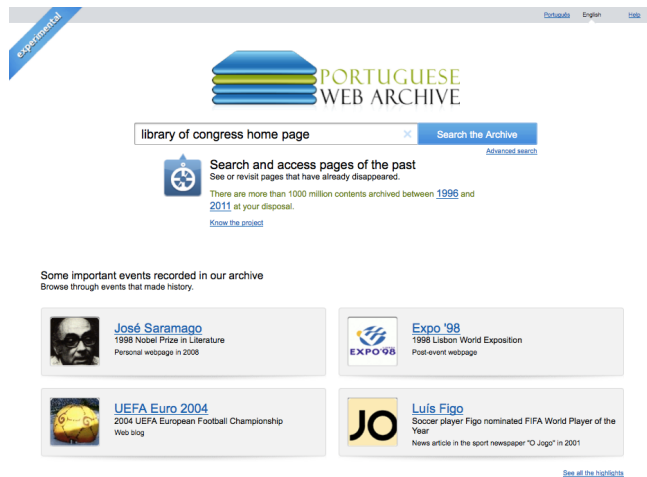 Português English Help
experimental
PORTUGUESE
WEB ARCHIVE
library of congress home page × Search the Archive
Advanced search
Search and access pages of the past
See or revisit pages that have already disappeared.
There are more than 1000 million contents archived between 1996 and
2011 at your disposal.
Know the project
Some important events recorded in our archive
Browse through events that made history.
José Saramago
1998 Nobel Prize in Literature
Personal webpage in 2008
EXPO'98
Expo '98
1998 Lisbon World Exposition
Post-event webpage
UEFA Euro 2004
2004 UEFA European Football Championship
Web blog
JO
Luís Figo
Soccer player Figo nominated FIFA World Player of the
Year
News article in the sport newspaper "O Jogo" in 2001
See all the highlights